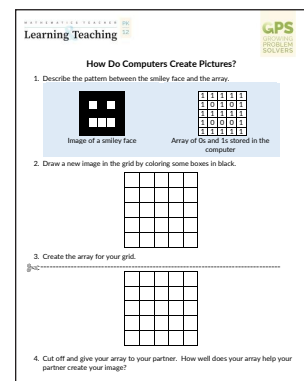 MATHEMATICS TEACHER
PK
12
Learning & Teaching
GPS
GROWING
PROBLEM
SOLVERS
How Do Computers Create Pictures?
1. Describe the pattern between the smiley face and the array.
1 1 1 1 1
1 0 1 0 1
1 1 1 1 1
1 0 0 0 1
1 1 1 1 1
Image of a smiley face
Array of 0s and 1s stored in the
computer
2. Draw a new image in the grid by coloring some boxes in black.
3. Create the array for your grid.
4. Cut off and give your array to your partner. How well does your array help your
partner create your image?